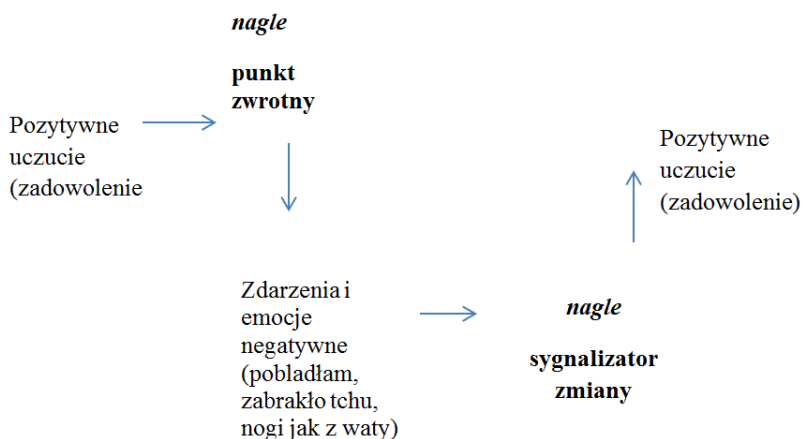 nagle
punkt
zwrotny
Pozytywne
uczucie
(zadowolenie
Zdarzenia i
emocje
negatywne
(pobladłam,
zabrakło tchu,
nogi jak z waty)
nagle
sygnalizator
zmiany
Pozytywne
uczucie
(zadowolenie)